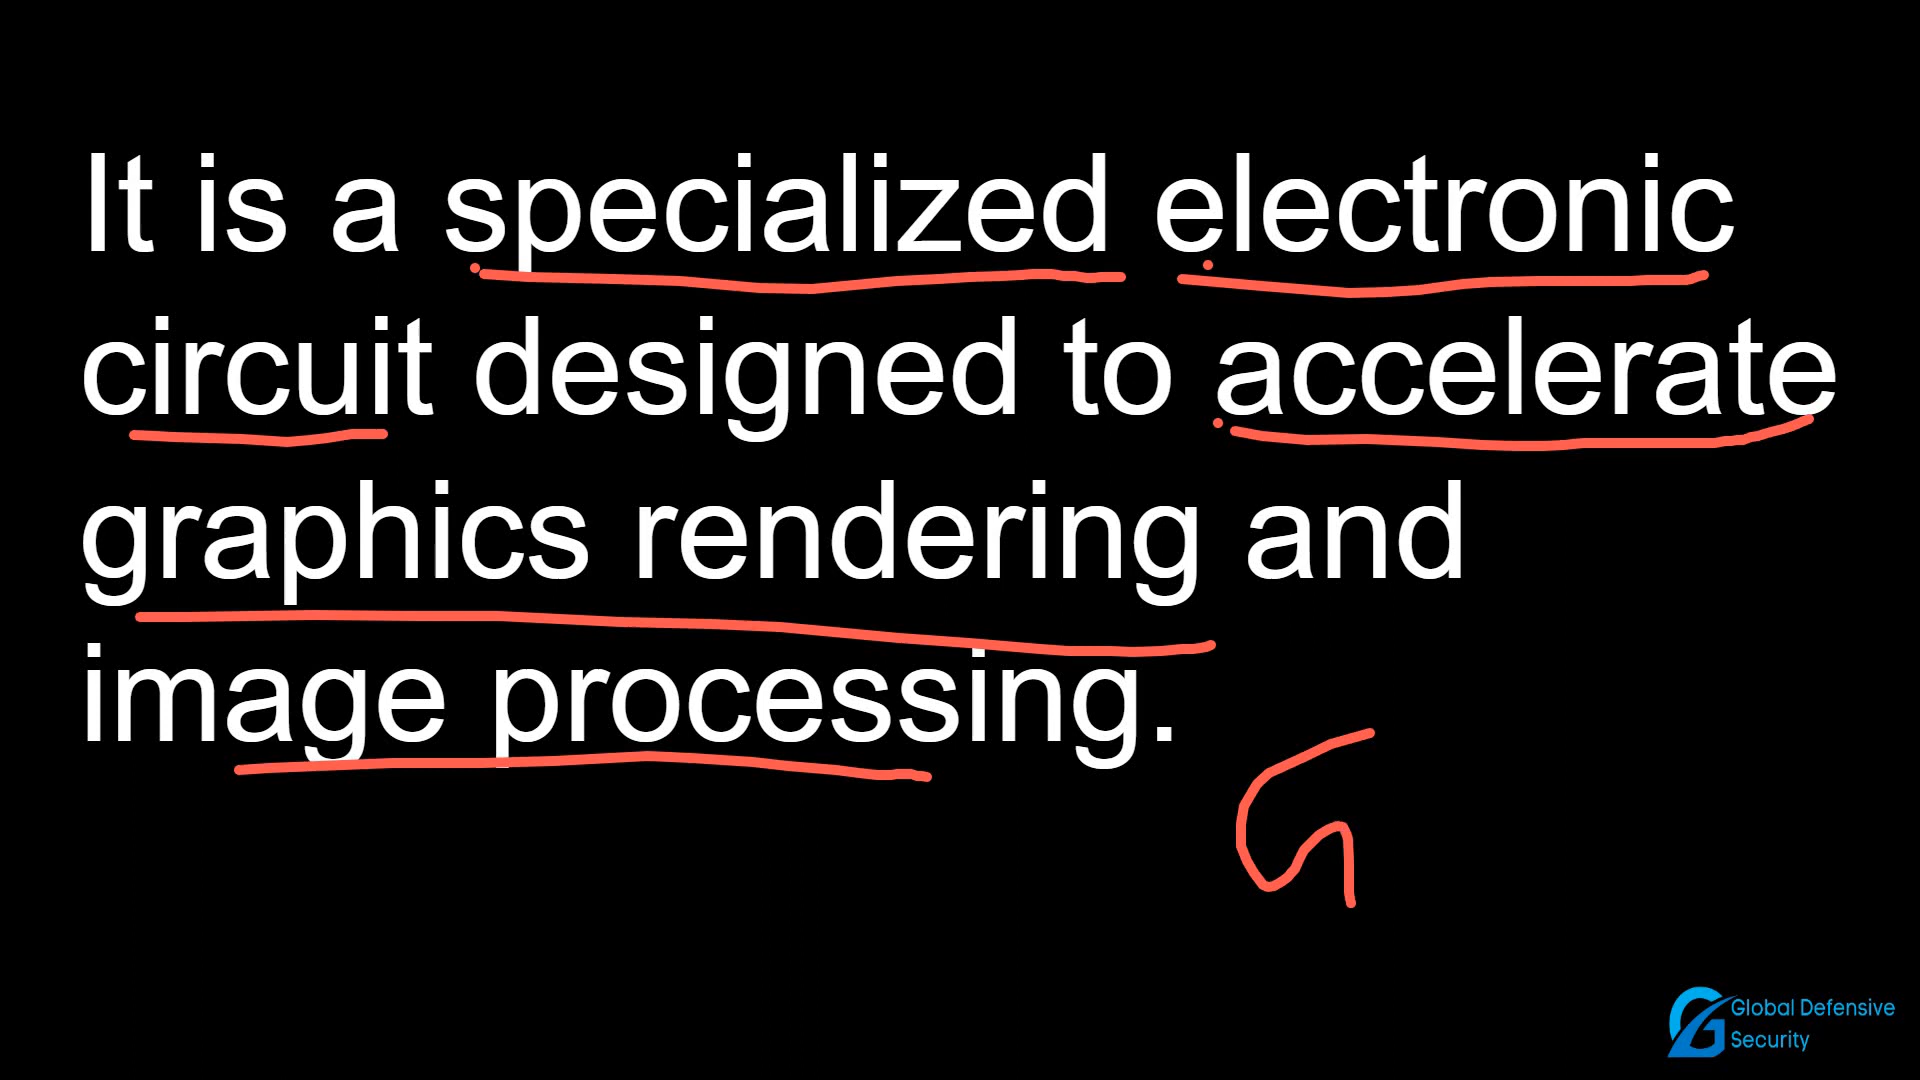 It is a specialized electronic
circuit designed to accelerate
graphics rendering and
image processing.
G
Global Defensive
Security